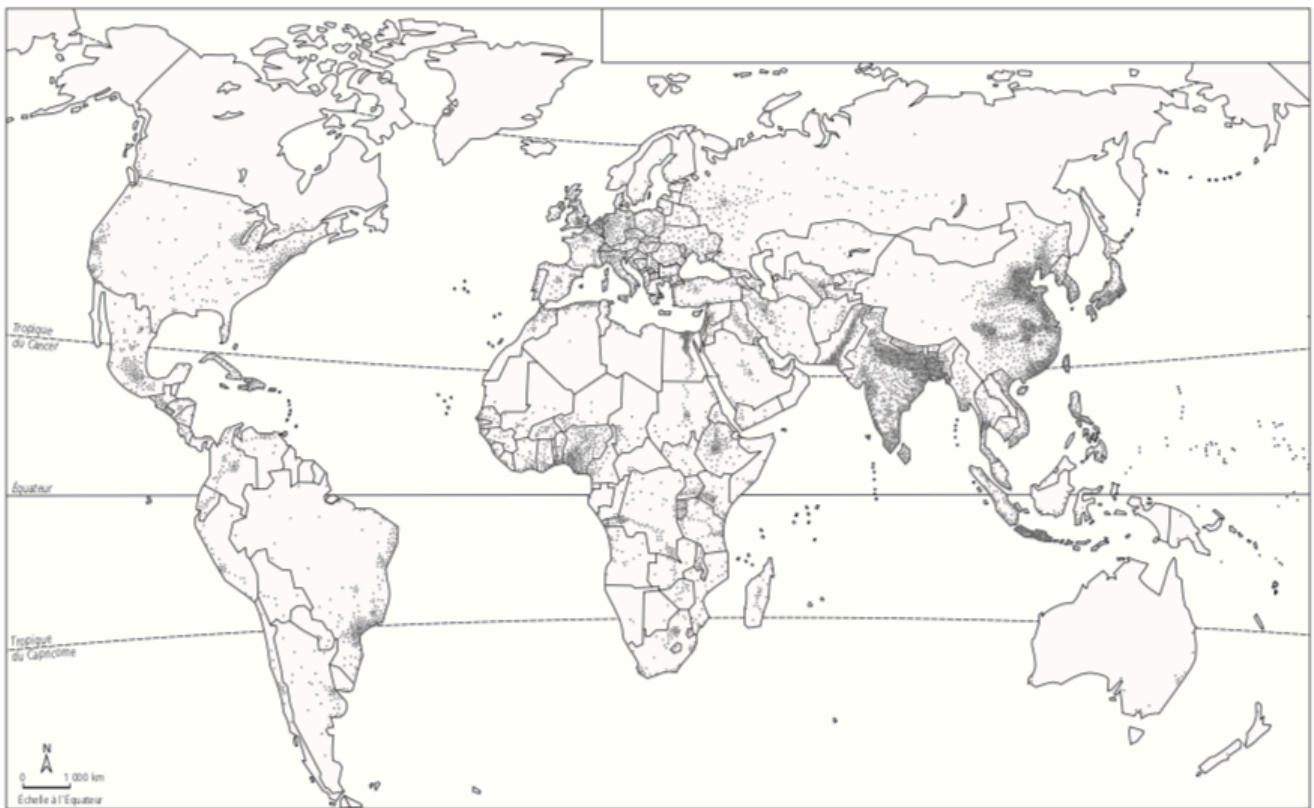 Tropique
du Cancer
Équateur
Tropique
du Capricorne
N
0 1 000 km
Échelle à l'Équateur